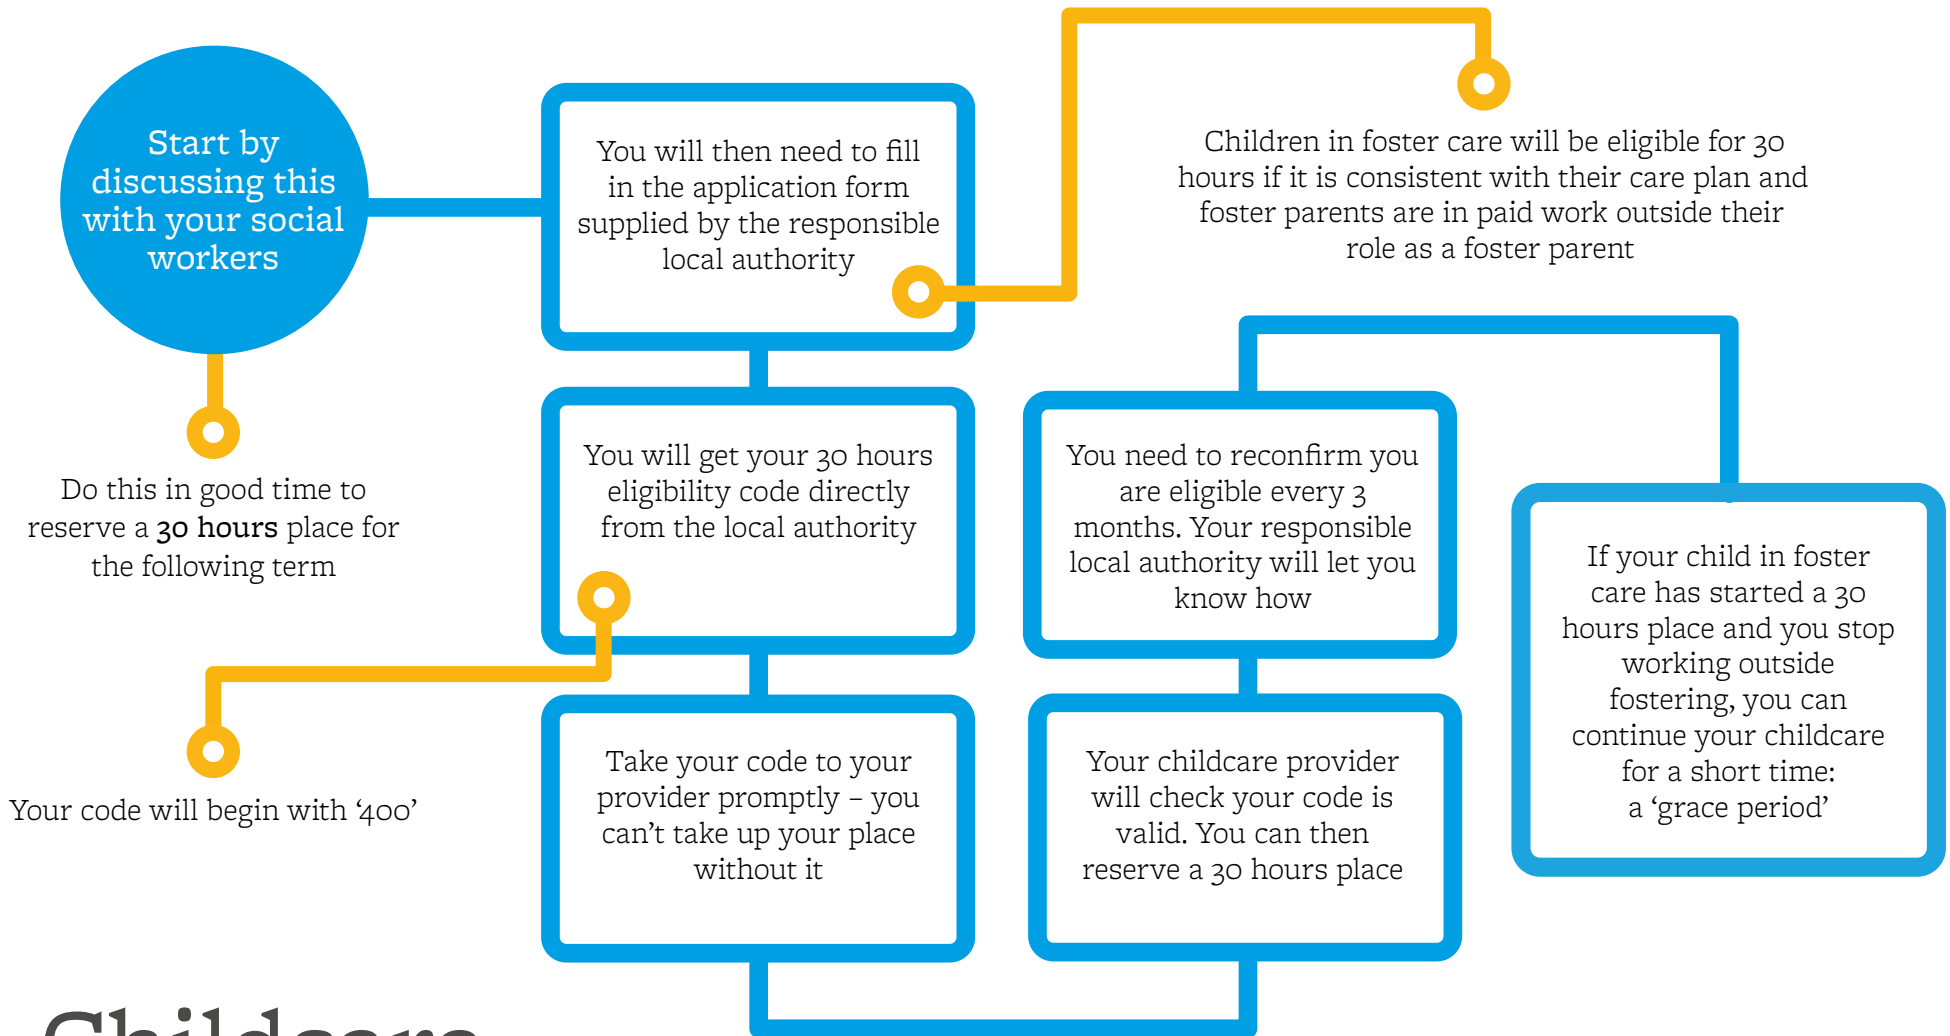 Start by
discussing this
with your social
workers
Do this in good time to
reserve a 30 hours place for
the following term
You will then need to fill
in the application form
supplied by the responsible
local authority
Children in foster care will be eligible for 30
hours if it is consistent with their care plan and
foster parents are in paid work outside their
role as a foster parent
You will get your 30 hours
eligibility code directly
from the local authority
Your code will begin with ‘400’
Take your code to your
provider promptly – you
can’t take up your place
without it
Your childcare provider
will check your code is
valid. You can then
reserve a 30 hours place
You need to reconfirm you
are eligible every 3
months. Your responsible
local authority will let you
know how
If your child in foster
care has started a 30
hours place and you stop
working outside
fostering, you can
continue your childcare
for a short time:
a ‘grace period’
Childcare